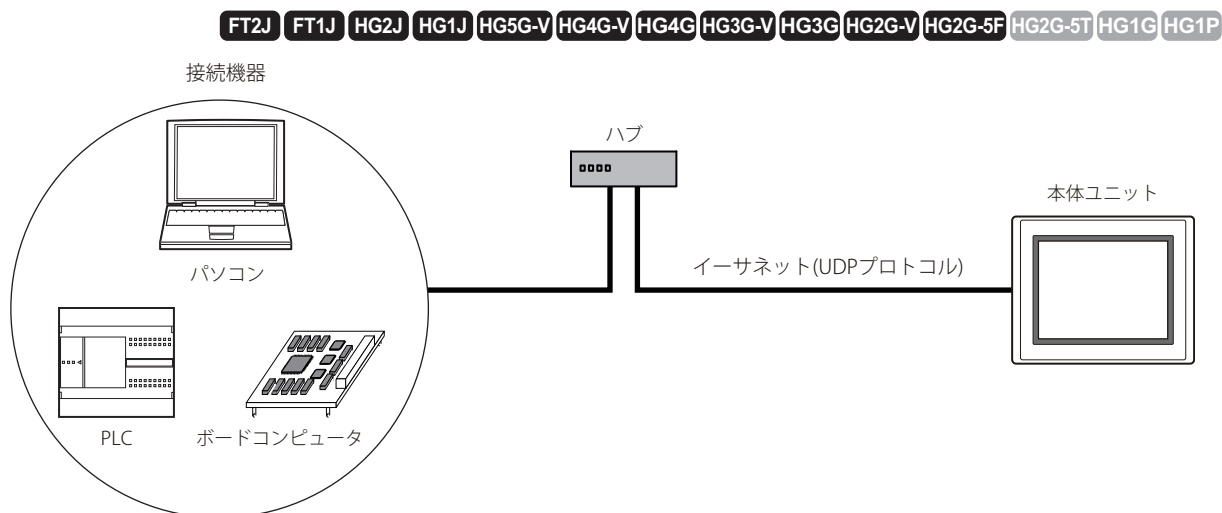 FT2J FT1J HG2J HG1J HG5G-V HG4G-V HG4G HG3G-V HG3G HG2G-V HG2G-5F HG2G-5T HG1G HG1P
接続機器
ハブ
本体ユニット
パソコン
イーサネット(UDPプロトコル)
PLC
ボードコンピュータ